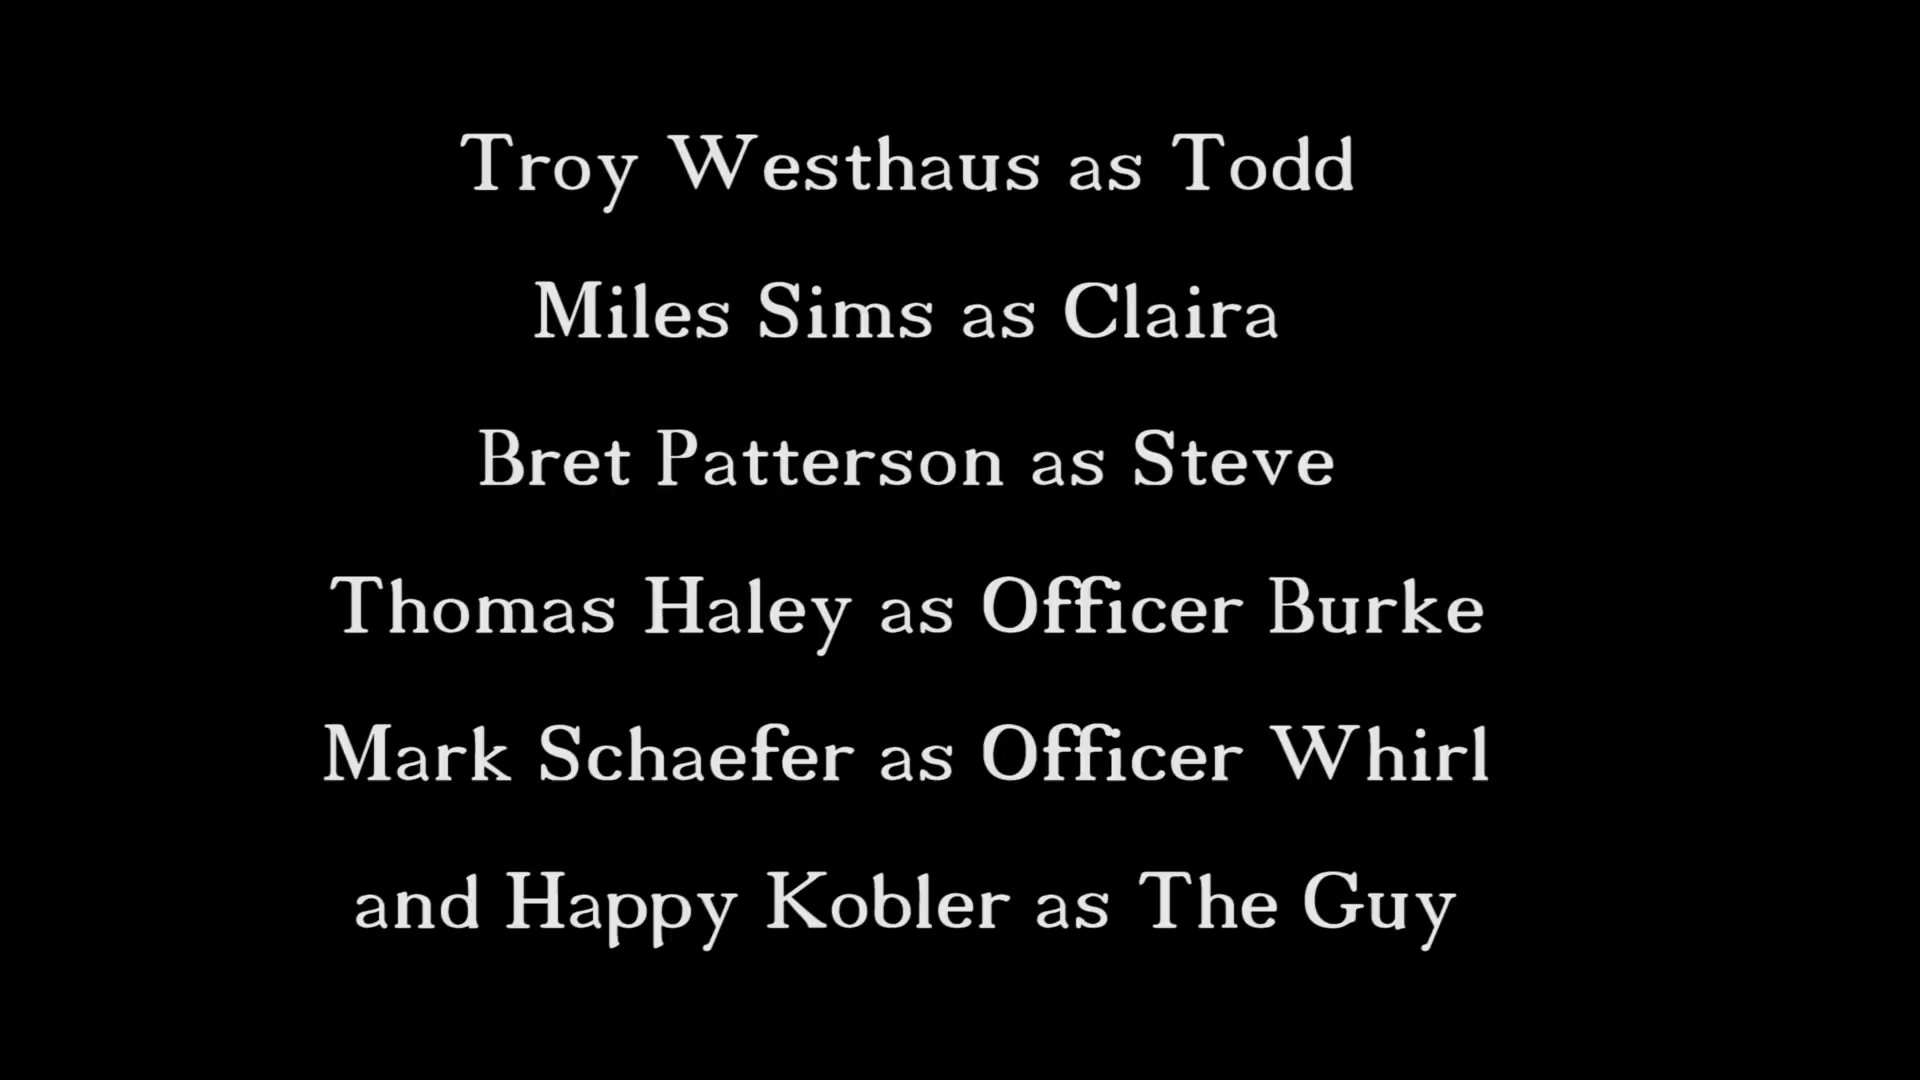 Troy Westhaus as Todd
Miles Sims as Claira
Bret Patterson as Steve
Thomas Haley as Officer Burke
Mark Schaefer as Officer Whirl
and Happy Kobler as The Guy